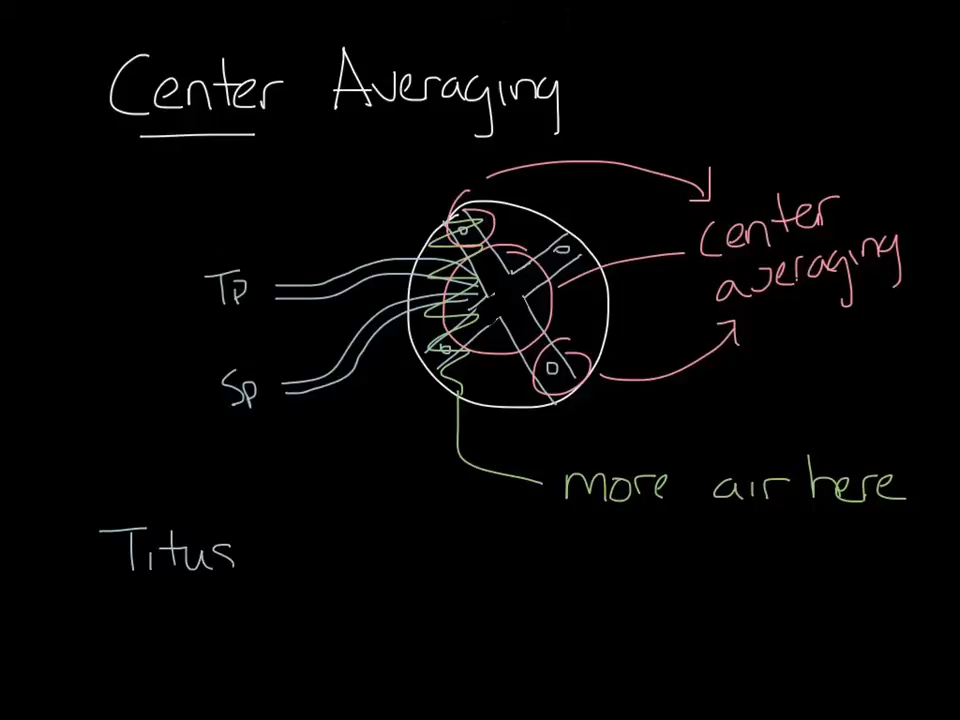 Center Averaging
center
averaging
Tp
Sp
more air here
Titus